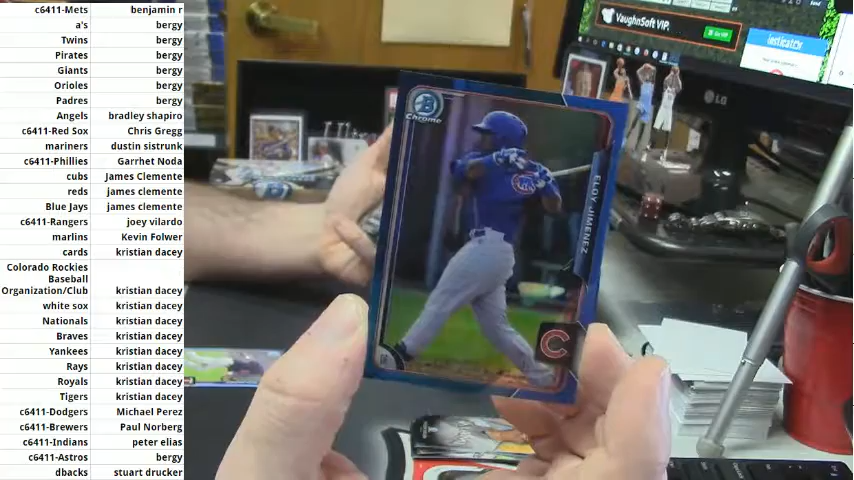 c6411-Mets benjamin r
a's bergy
Twins bergy
Pirates bergy
Giants bergy
Orioles bergy
Padres bergy
Angels bradley shapiro
c6411-Red Sox Chris Gregg
mariners dustin sistrunk
c6411-Phillies Garrhet Noda
cubs James Clemente
reds james clemente
Blue Jays james clemente
c6411-Rangers joey vilardo
marlins Kevin Folwer
cards kristian dacey
Colorado Rockies
Baseball
Organization/Club kristian dacey
white sox kristian dacey
Nationals kristian dacey
Braves kristian dacey
Yankees kristian dacey
Rays kristian dacey
Royals kristian dacey
Tigers kristian dacey
c6411-Dodgers Michael Perez
c6411-Brewers Paul Norberg
c6411-Indians peter elias
c6411-Astros bergy
dbacks stuart drucker
VaughnSoft VIP.
LG
B
Chrome
ELOY JIMENEZ
C